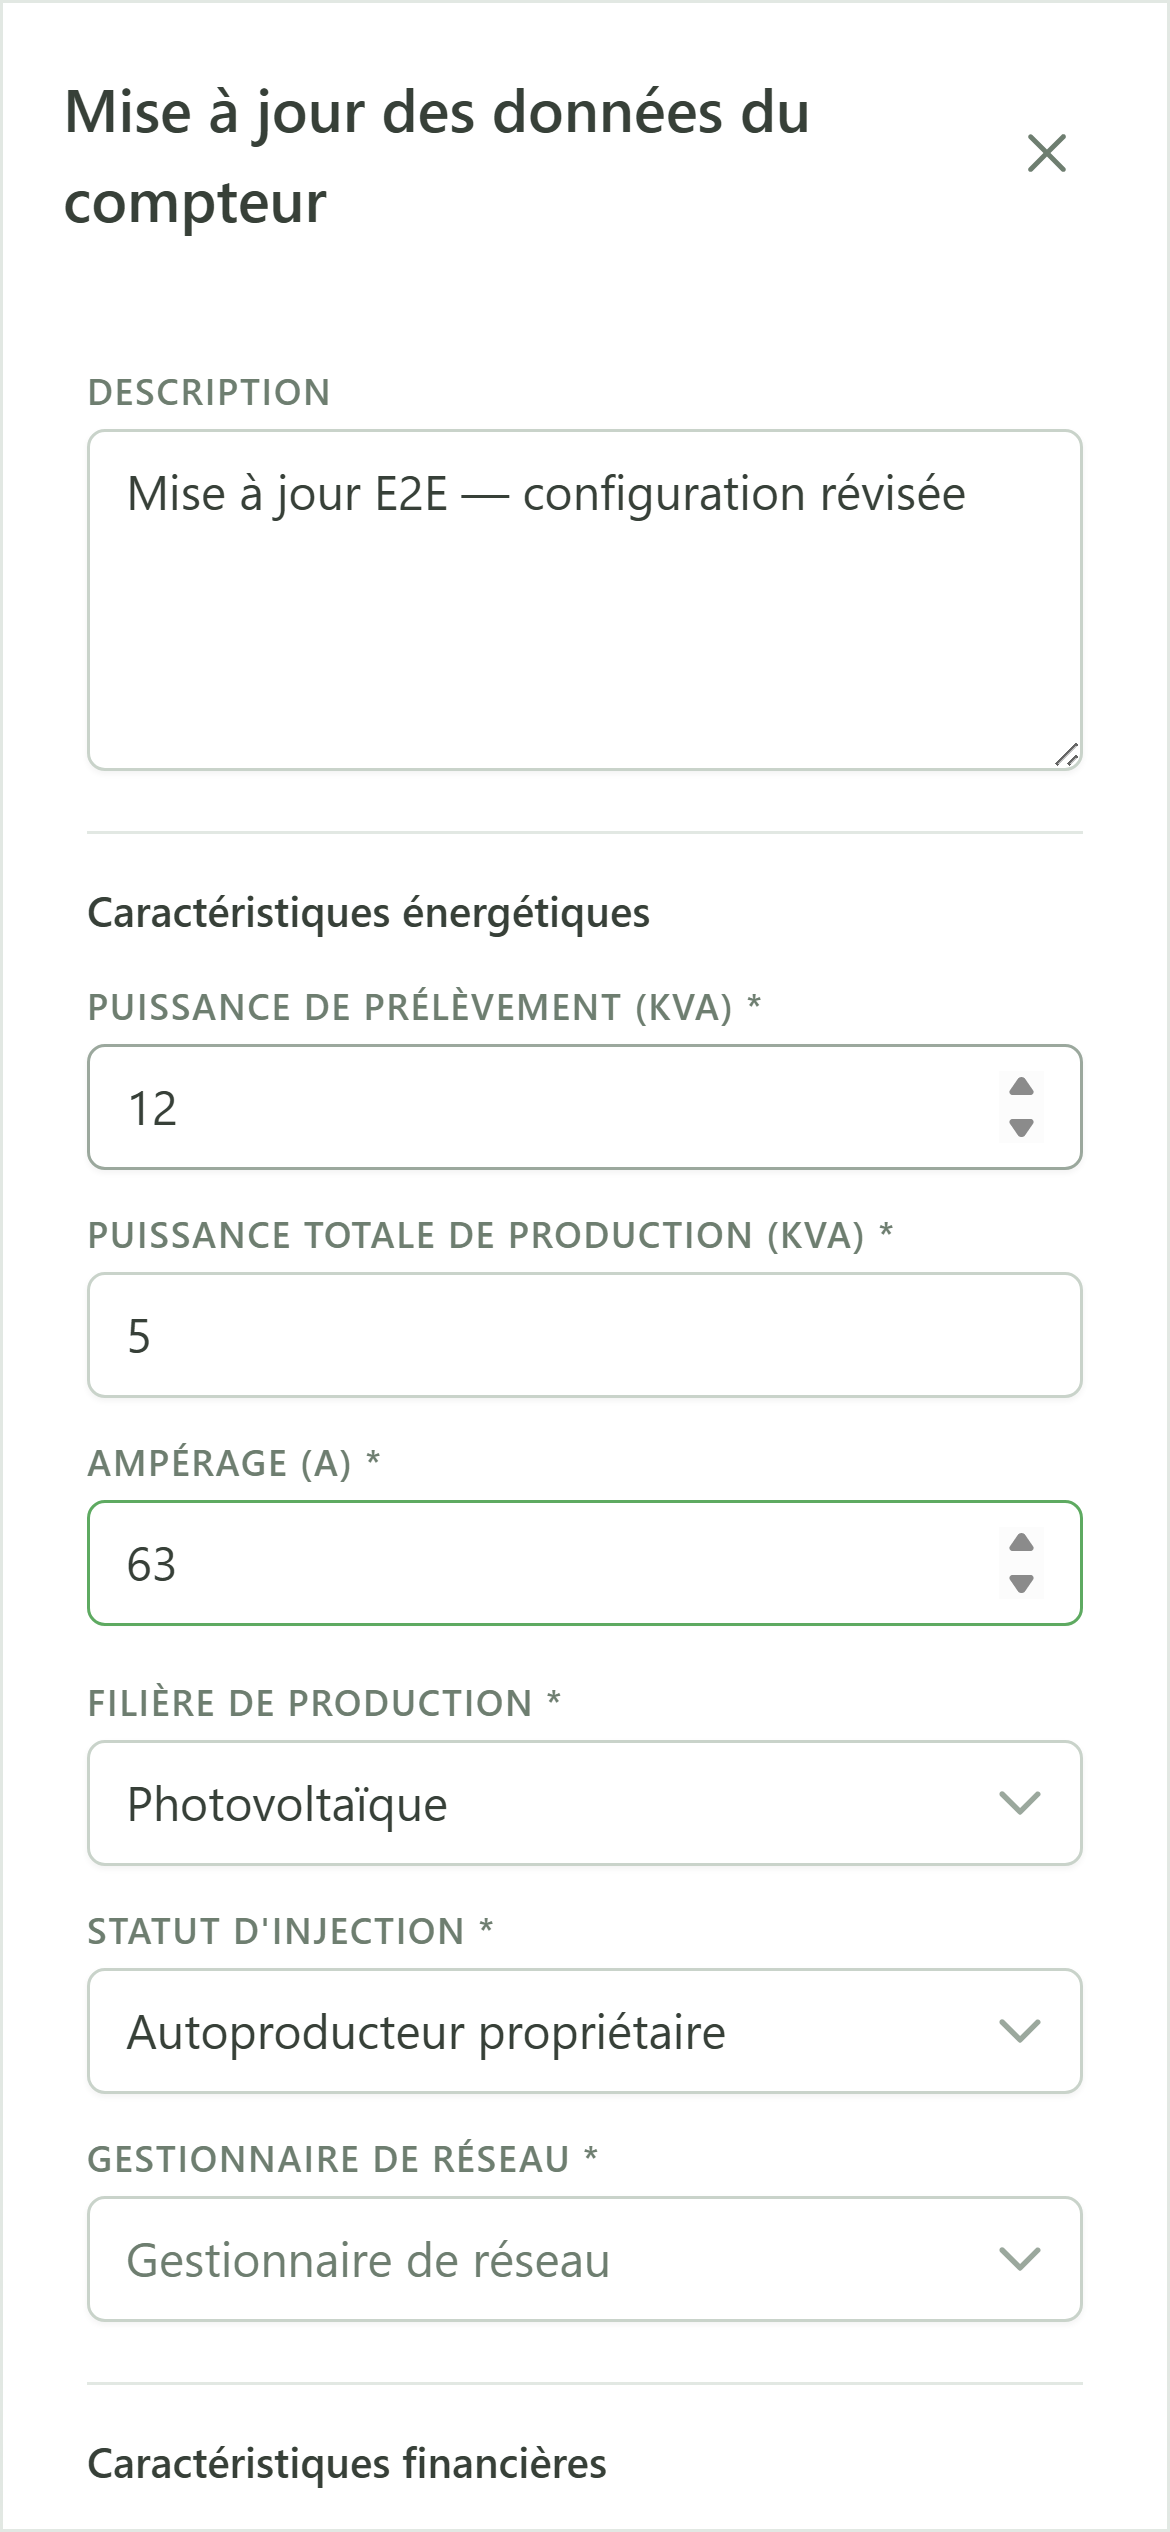 Mise à jour des données du
compteur
DESCRIPTION
Mise à jour E2E — configuration révisée
Caractéristiques énergétiques
PUISSANCE DE PRÉLÈVEMENT (KVA) *
12
PUISSANCE TOTALE DE PRODUCTION (KVA) *
5
AMPÉRAGE (A) *
63
FILIÈRE DE PRODUCTION *
Photovoltaïque
STATUT D'INJECTION *
Autoproducteur propriétaire
GESTIONNAIRE DE RÉSEAU *
Gestionnaire de réseau
Caractéristiques financières